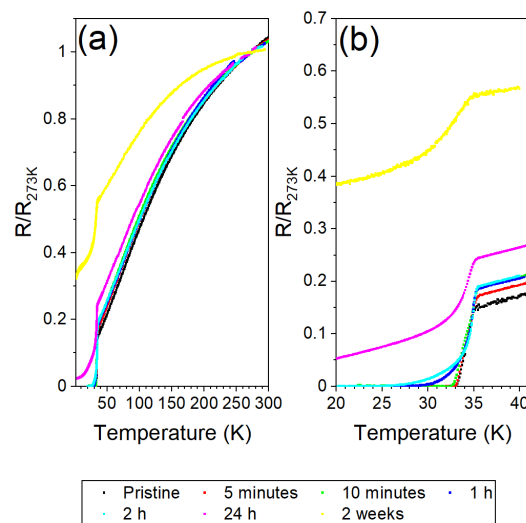 (a) (b)
R/R273K
1
0.8
0.6
0.4
0.2
0
50 100 150 200 250 300
Temperature (K)
R/R273K
0.7
0.6
0.5
0.4
0.3
0.2
0.1
0
20 25 30 35 40
Temperature (K)
Pristine 5 minutes 10 minutes 1 h
2 h 24 h 2 weeks